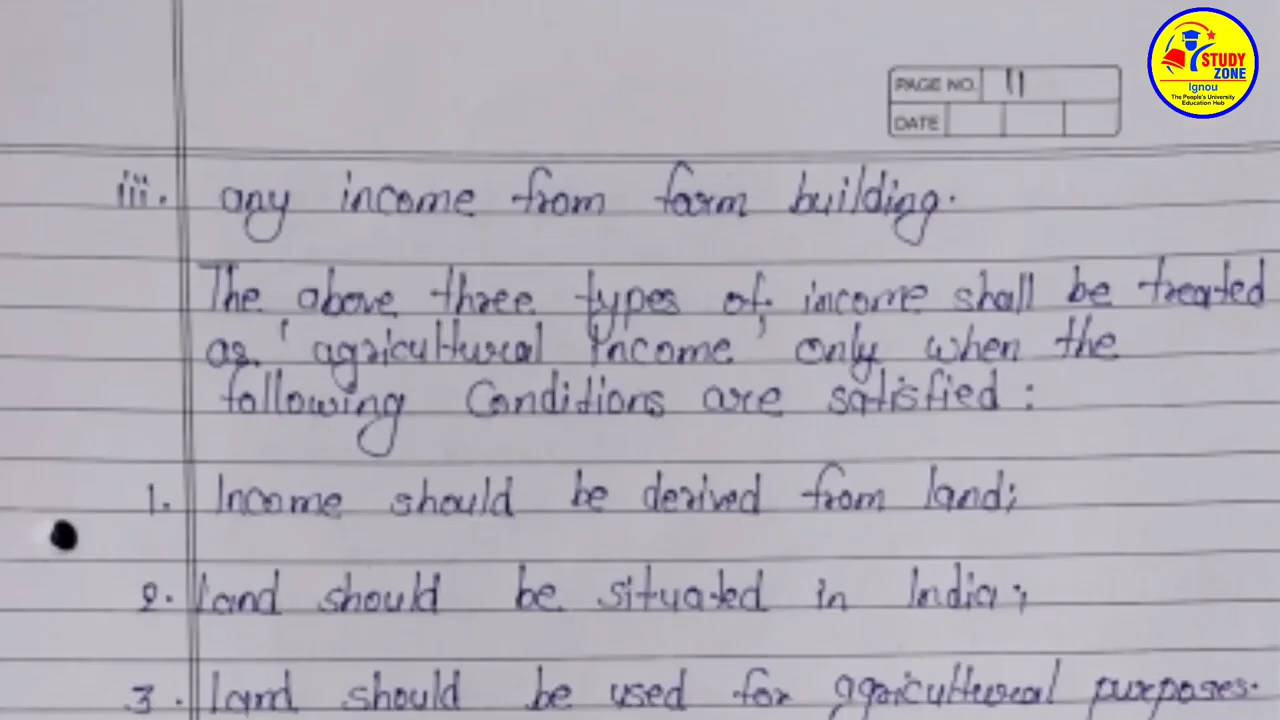 STUDY
ZONE
Ignou
The People's University
Education Hub
PAGE NO. 11
DATE
iii. any income from farm building.
The above three types of income shall be treated
as 'agricultural Income' only when the
following Conditions are satisfied :
1. Income should be derived from land;
2. land should be situated in India;
3. land should be used for agricultural purposes.